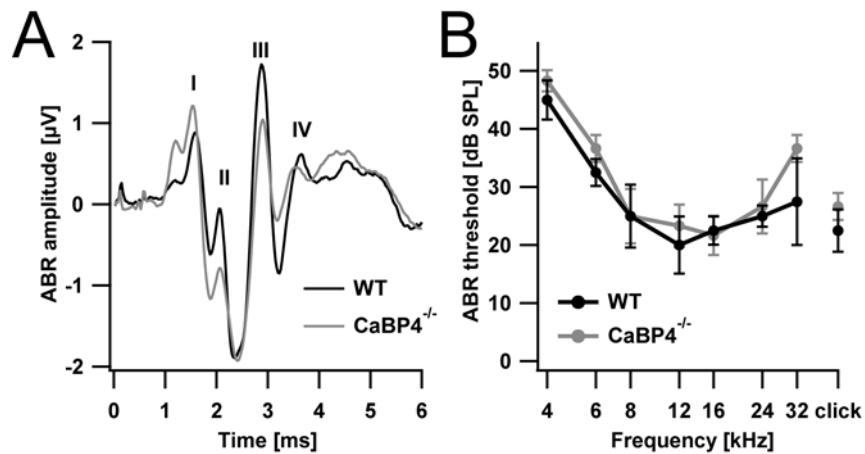 A
ABR amplitude [µV]
2
1
0
-1
-2
I
II
III
IV
WT
CaBP4-/-
0 1 2 3 4 5 6
Time [ms]
B
ABR threshold [dB SPL]
50
40
30
20
10
0
WT
CaBP4-/-
4 6 8 12 16 24 32 click
Frequency [kHz]